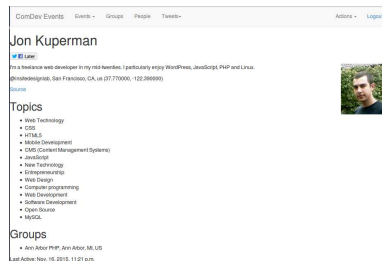 ComDev Events Events Groups People Tweets Actions Logout
Jon Kuperman
Later
I'm a freelance web developer in my mid-twenties. I particularly enjoy WordPress, JavaScript, PHP and Linux.
@insitedesignlab, San Francisco, CA, us (37.770000, -122.390000)
Source
Topics
Web Technology
CSS
HTML5
Mobile Development
CMS (Content Management Systems)
JavaScript
New Technology
Entrepreneurship
Web Design
Computer programming
Web Development
Software Development
Open Source
MySQL
Groups
Ann Arbor PHP, Ann Arbor, MI, US
Last Active: Nov. 16, 2015, 11:21 p.m.